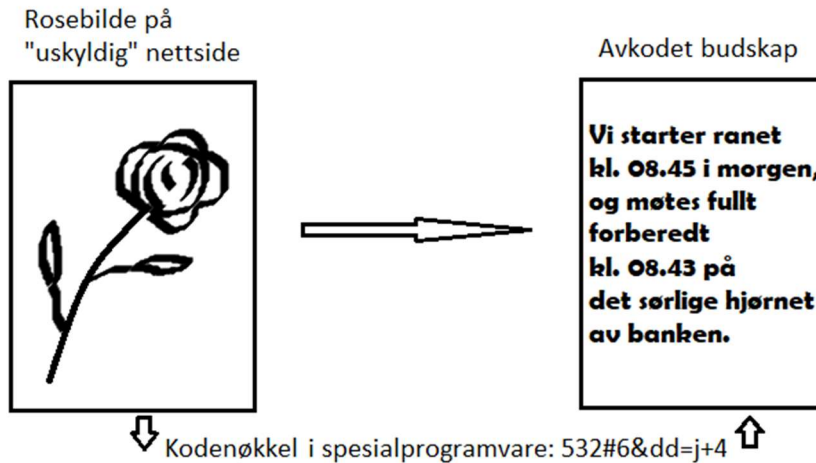 Rosebilde på
"uskyldig" nettside
Avkodet budskap
Vi starter ranet
kl. 08.45 i morgen,
og møtes fullt
forberedt
kl. 08.43 på
det sørlige hjørnet
av banken.
Kodenøkkel i spesialprogramvare: 532#6&dd=j+4